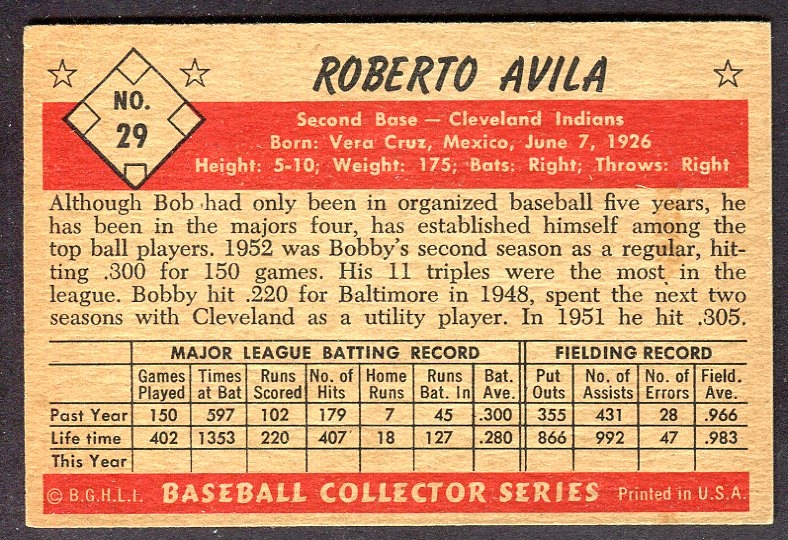 NO.
29
ROBERTO AVILA
Second Base — Cleveland Indians
Born: Vera Cruz, Mexico, June 7, 1926
Height: 5-10; Weight: 175; Bats: Right; Throws: Right
Although Bob had only been in organized baseball five years, he
has been in the majors four, has established himself among the
top ball players. 1952 was Bobby's second season as a regular, hit-
ting .300 for 150 games. His 11 triples were the most in the
league. Bobby hit .220 for Baltimore in 1948, spent the next two
seasons with Cleveland as a utility player. In 1951 he hit .305.
MAJOR LEAGUE BATTING RECORD FIELDING RECORD
Games Times Runs No. of Home Runs Bat. Put No. of No. of Field.
Played at Bat Scored Hits Runs Bat. In Ave. Outs Assists Errors Ave.
Past Year 150 597 102 179 7 45 .300 355 431 28 .966
Life time 402 1353 220 407 18 127 .280 866 992 47 .983
This Year
© B.G.H.L.I. BASEBALL COLLECTOR SERIES Printed in U.S.A.